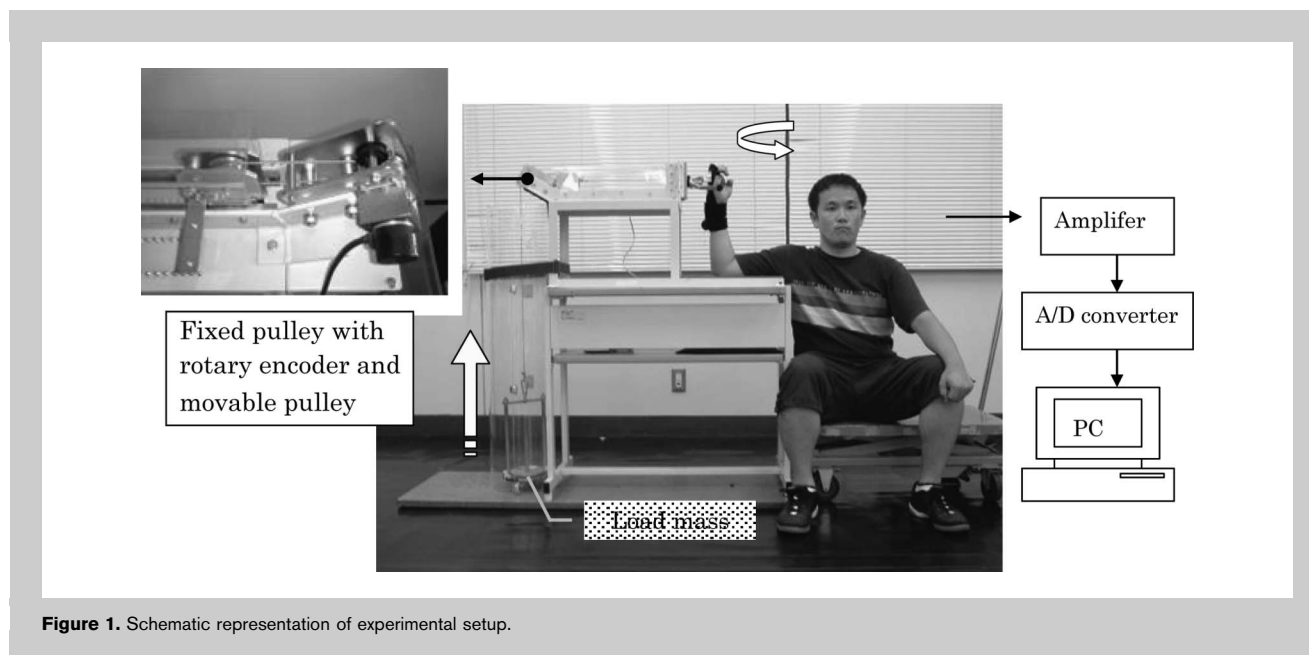 Fixed pulley with
rotary encoder and
movable pulley
Load mass
Amplifer
A/D converter
PC
Figure 1. Schematic representation of experimental setup.